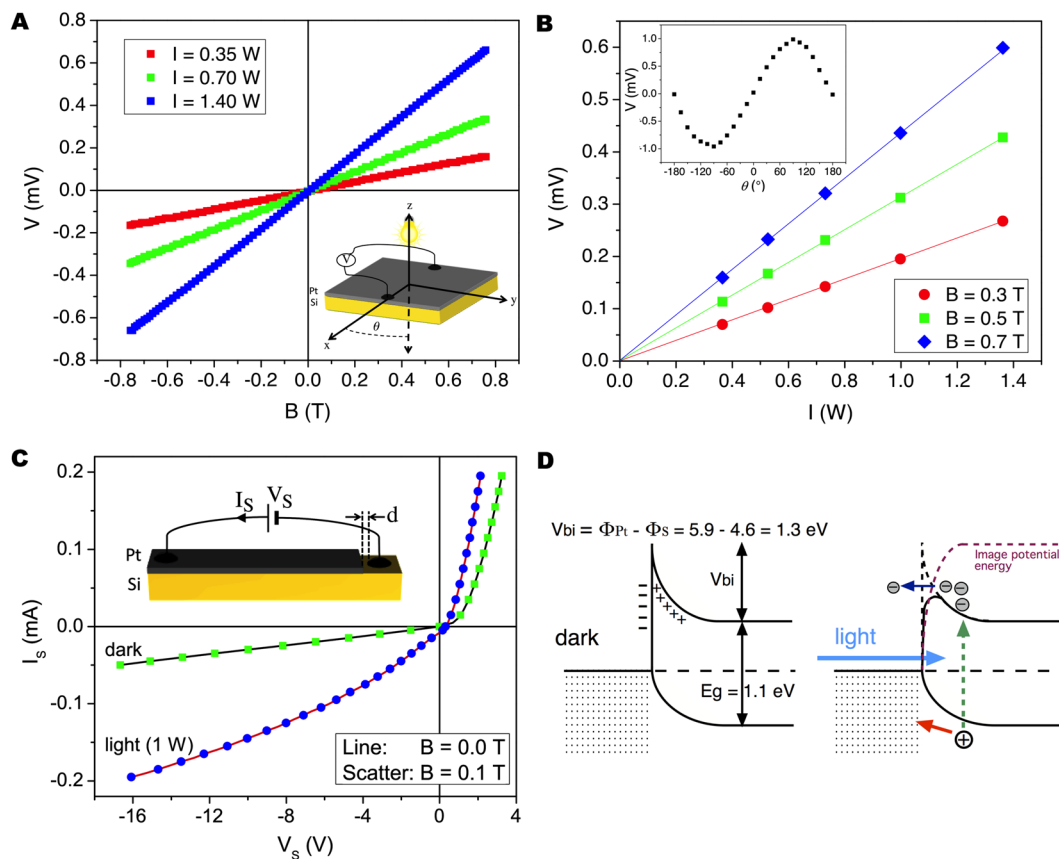 A
I = 0.35 W
I = 0.70 W
I = 1.40 W
V (mV)
0.8
0.6
0.4
0.2
0.0
-0.2
-0.4
-0.6
-0.8
-0.8 -0.6 -0.4 -0.2 0.0 0.2 0.4 0.6 0.8
B (T)
z
V
Pt
Si
y
x
θ
B
V (mV)
0.6
0.5
0.4
0.3
0.2
0.1
0.0
0.0 0.2 0.4 0.6 0.8 1.0 1.2 1.4
I (W)
V (mV)
1.0
0.5
0.0
-0.5
-1.0
-180 -120 -60 0 60 120 180
θ (°)
B = 0.3 T
B = 0.5 T
B = 0.7 T
C
I_S (mA)
0.2
0.1
0.0
-0.1
-0.2
-16 -12 -8 -4 0 4
V_S (V)
I_S V_S
d
Pt
Si
dark
light (1 W)
Line: B = 0.0 T
Scatter: B = 0.1 T
D
Vbi = ΦPt - ΦS = 5.9 - 4.6 = 1.3 eV
Vbi
dark
Eg = 1.1 eV
Image potential
energy
light